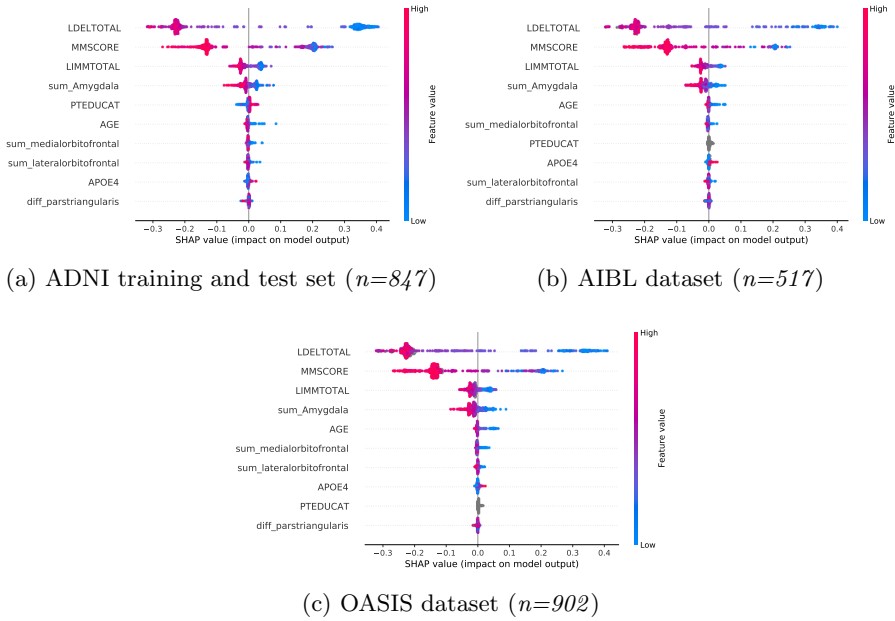 LDELTOTAL
MMSCORE
LIMMTOTAL
sum_Amygdala
PTEDUCAT
AGE
sum_medialorbitofrontal
sum_lateralorbitofrontal
APOE4
diff_parstriangularis
−0.3 −0.2 −0.1 0.0 0.1 0.2 0.3 0.4
SHAP value (impact on model output)
High
Feature value
Low
(a) ADNI training and test set (n=847)
LDELTOTAL
MMSCORE
LIMMTOTAL
sum_Amygdala
AGE
sum_medialorbitofrontal
PTEDUCAT
APOE4
sum_lateralorbitofrontal
diff_parstriangularis
−0.3 −0.2 −0.1 0.0 0.1 0.2 0.3 0.4
SHAP value (impact on model output)
High
Feature value
Low
(b) AIBL dataset (n=517)
LDELTOTAL
MMSCORE
LIMMTOTAL
sum_Amygdala
AGE
sum_medialorbitofrontal
sum_lateralorbitofrontal
APOE4
PTEDUCAT
diff_parstriangularis
−0.3 −0.2 −0.1 0.0 0.1 0.2 0.3 0.4
SHAP value (impact on model output)
High
Feature value
Low
(c) OASIS dataset (n=902)